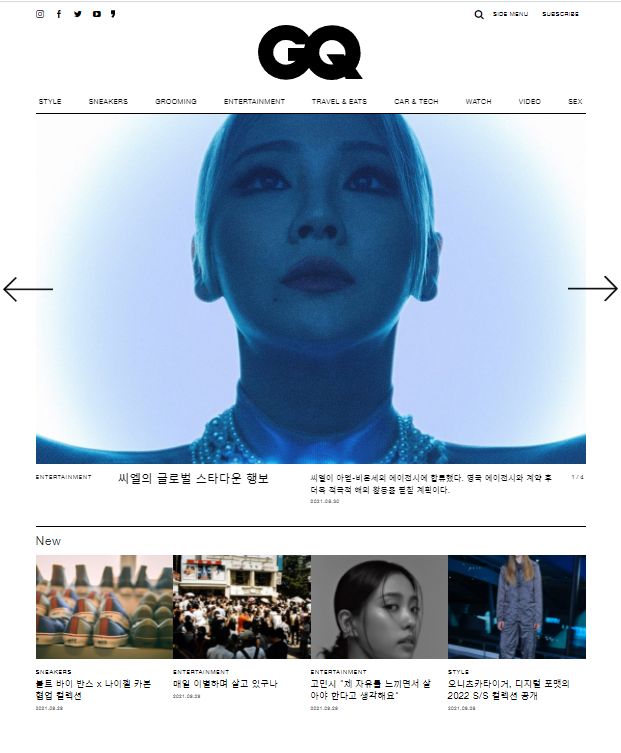 SIDE MENU SUBSCRIBE
GQ
STYLE SNEAKERS GROOMING ENTERTAINMENT TRAVEL & EATS CAR & TECH WATCH VIDEO SEX
ENTERTAINMENT
씨엘의 글로벌 스타다운 행보
씨엘이 아델-비욘세의 에이전시에 합류했다. 영국 에이전시와 계약 후
더욱 적극적 해외 활동을 펼칠 계획이다.
2021.09.30
1 / 4
New
SNEAKERS
볼트 바이 반스 x 나이젤 카본
협업 컬렉션
2021.09.29
ENTERTAINMENT
매일 이별하며 살고 있구나
2021.09.29
ENTERTAINMENT
고민시 "제 자유를 느끼면서 살
아야 한다고 생각해요"
2021.09.29
STYLE
오니츠카타이거, 디지털 포맷의
2022 S/S 컬렉션 공개
2021.09.29